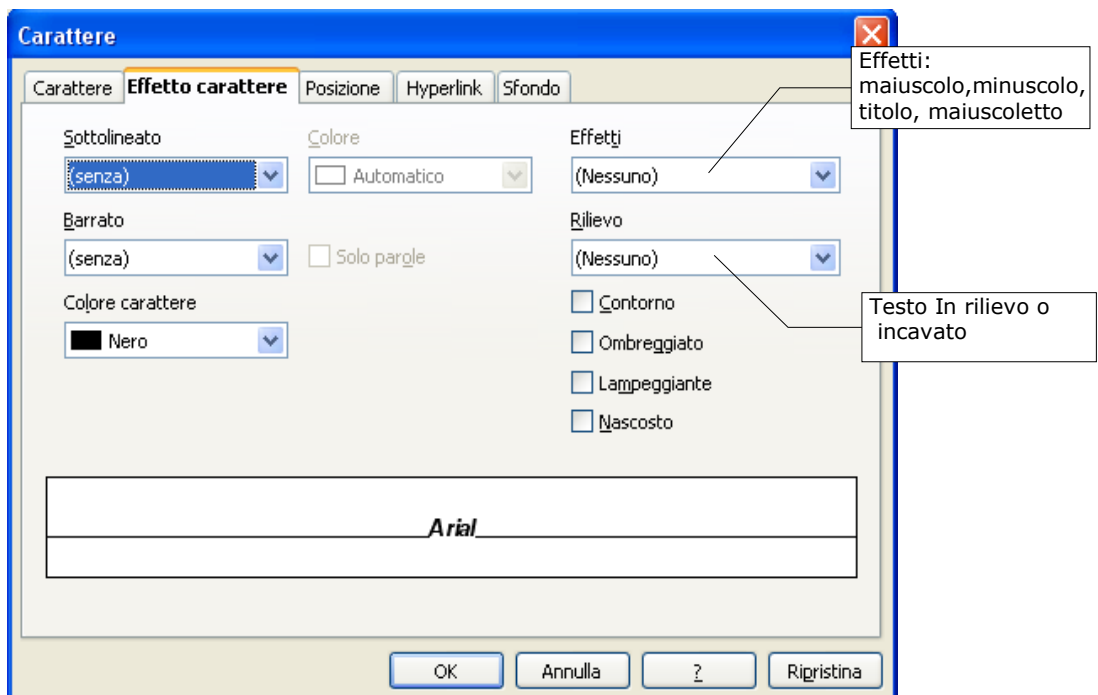 Carattere
Effetti:
maiuscolo,minuscolo,
titolo, maiuscoletto
Carattere Effetto carattere Posizione Hyperlink Sfondo
Sottolineato Colore Effetti
(senza) Automatico (Nessuno)
Barrato Rilievo
(senza) Solo parole (Nessuno)
Colore carattere Contorno
Testo In rilievo o
incavato
Nero Ombreggiato
Lampeggiante
Nascosto
Arial
OK Annulla ? Ripristina